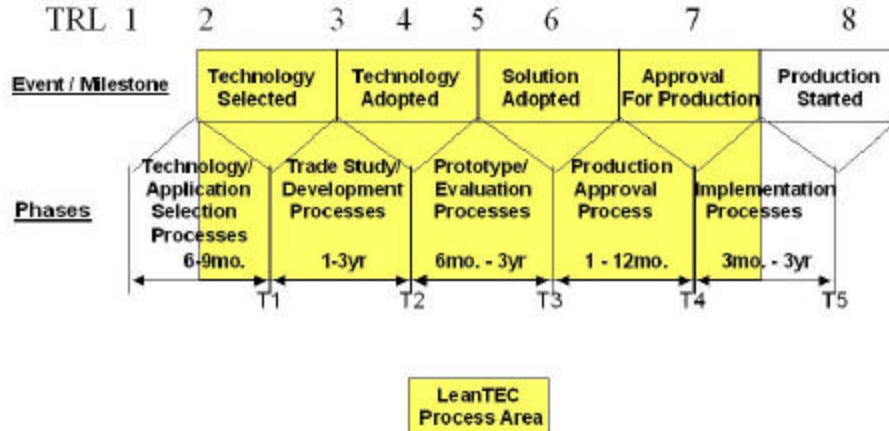 TRL 1 2 3 4 5 6 7 8
Event / Milestone
Technology
Selected
Technology
Adopted
Solution
Adopted
Approval
For Production
Production
Started
Phases
Technology/
Application
Selection
Processes
6-9mo.
Trade Study/
Development
Processes
1-3yr
Prototype/
Evaluation
Processes
6mo. - 3yr
Production
Approval
Process
1 - 12mo.
Implementation
Processes
3mo. - 3yr
T1 T2 T3 T4 T5
LeanTEC
Process Area